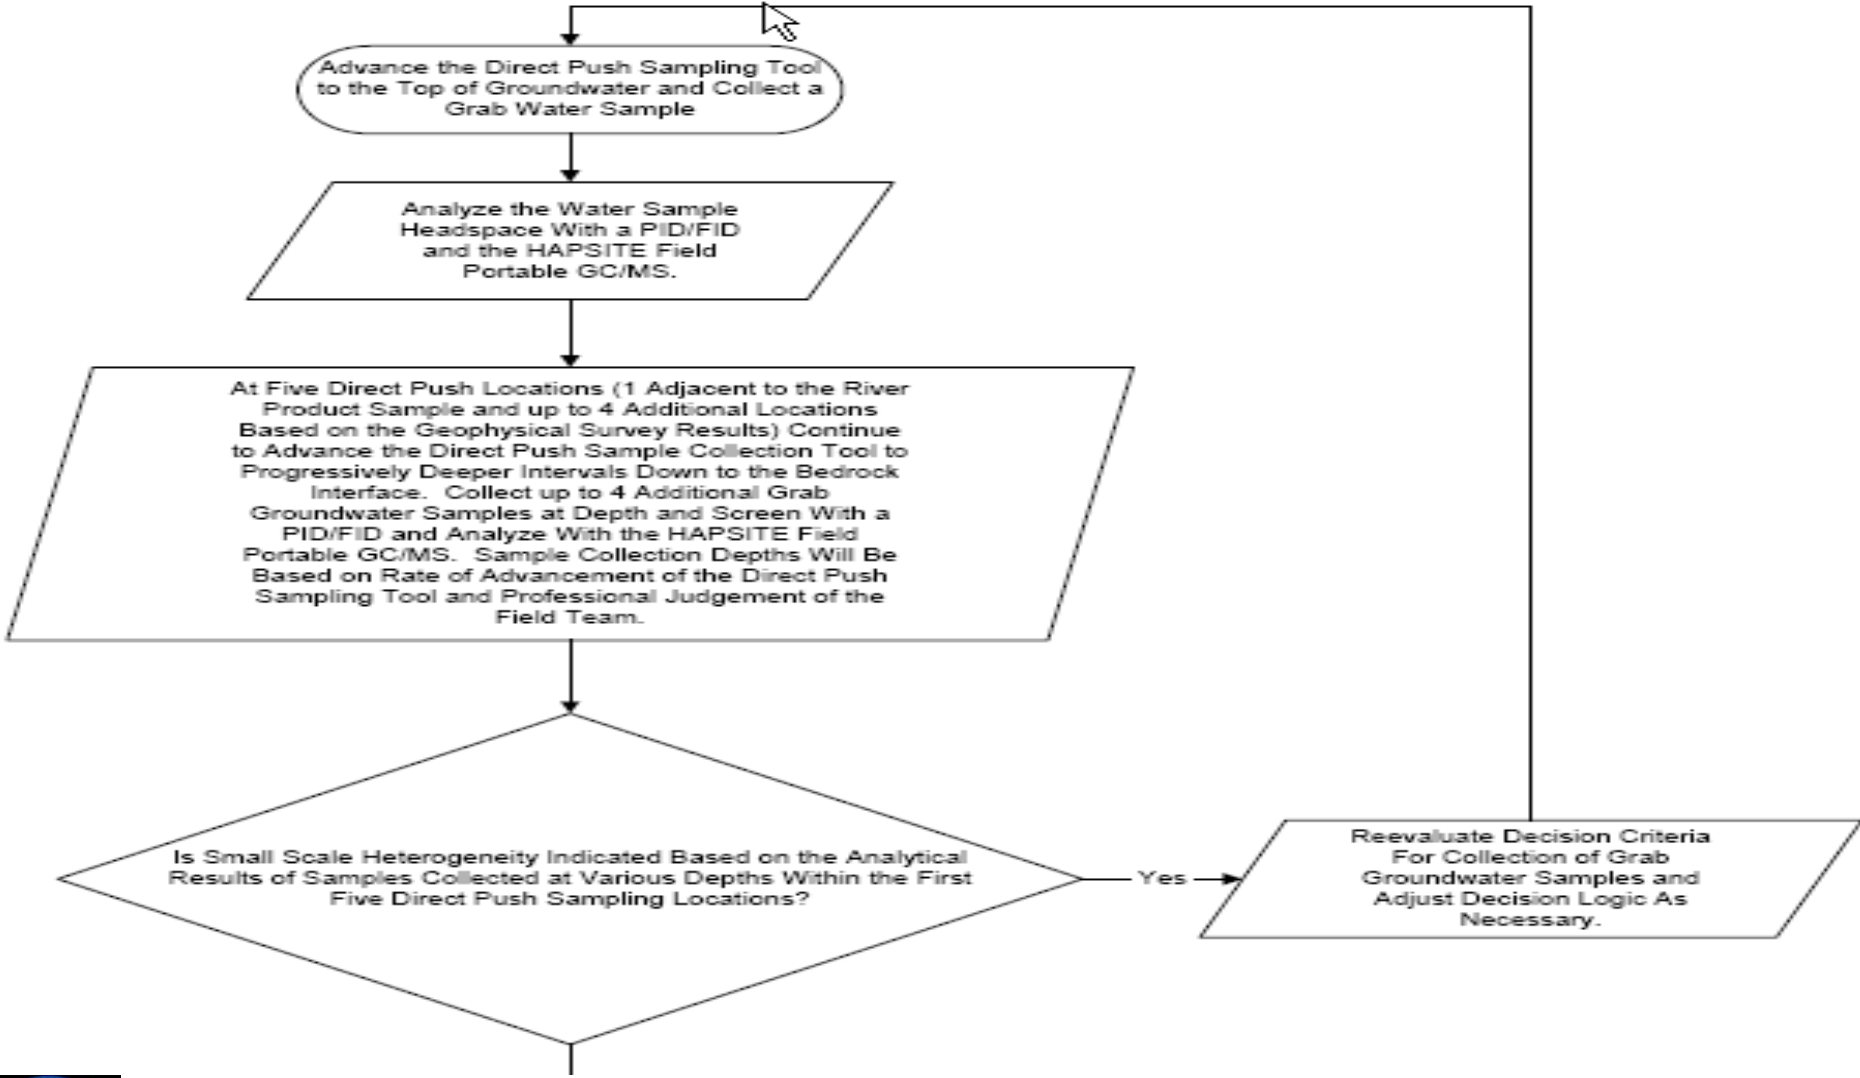 Advance the Direct Push Sampling Tool
to the Top of Groundwater and Collect a
Grab Water Sample
Analyze the Water Sample
Headspace With a PID/FID
and the HAPSITE Field
Portable GC/MS.
At Five Direct Push Locations (1 Adjacent to the River
Product Sample and up to 4 Additional Locations
Based on the Geophysical Survey Results) Continue
to Advance the Direct Push Sample Collection Tool to
Progressively Deeper Intervals Down to the Bedrock
Interface.  Collect up to 4 Additional Grab
Groundwater Samples at Depth and Screen With a
PID/FID and Analyze With the HAPSITE Field
Portable GC/MS.  Sample Collection Depths Will Be
Based on Rate of Advancement of the Direct Push
Sampling Tool and Professional Judgement of the
Field Team.
Is Small Scale Heterogeneity Indicated Based on the Analytical
Results of Samples Collected at Various Depths Within the First
Five Direct Push Sampling Locations?
Yes
Reevaluate Decision Criteria
For Collection of Grab
Groundwater Samples and
Adjust Decision Logic As
Necessary.